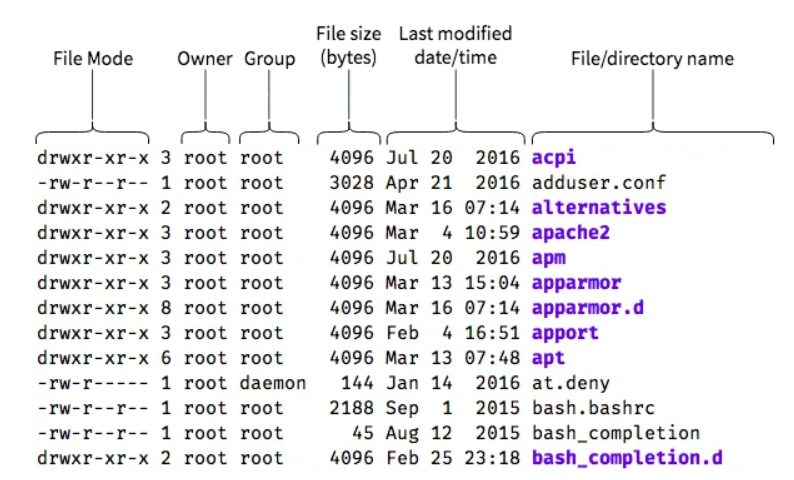 File size Last modified
File Mode Owner Group (bytes) date/time File/directory name
drwxr-xr-x 3 root root 4096 Jul 20 2016 acpi
-rw-r--r-- 1 root root 3028 Apr 21 2016 adduser.conf
drwxr-xr-x 2 root root 4096 Mar 16 07:14 alternatives
drwxr-xr-x 3 root root 4096 Mar 4 10:59 apache2
drwxr-xr-x 3 root root 4096 Jul 20 2016 apm
drwxr-xr-x 3 root root 4096 Mar 13 15:04 apparmor
drwxr-xr-x 8 root root 4096 Mar 16 07:14 apparmor.d
drwxr-xr-x 3 root root 4096 Feb 4 16:51 apport
drwxr-xr-x 6 root root 4096 Mar 13 07:48 apt
-rw-r----- 1 root daemon 144 Jan 14 2016 at.deny
-rw-r--r-- 1 root root 2188 Sep 1 2015 bash.bashrc
-rw-r--r-- 1 root root 45 Aug 12 2015 bash_completion
drwxr-xr-x 2 root root 4096 Feb 25 23:18 bash_completion.d